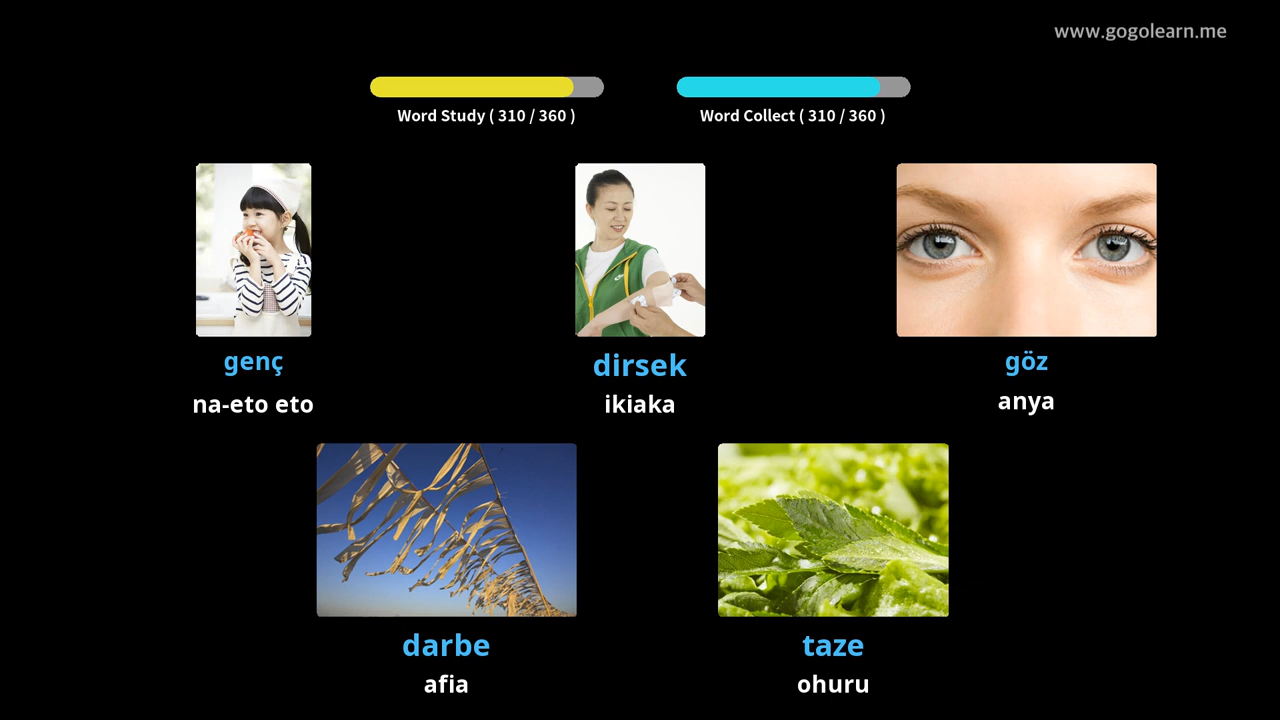 www.gogolearn.me
Word Study ( 310 / 360 )
Word Collect ( 310 / 360 )
genç
na-eto eto
dirsek
ikiaka
göz
anya
darbe
afia
taze
ohuru